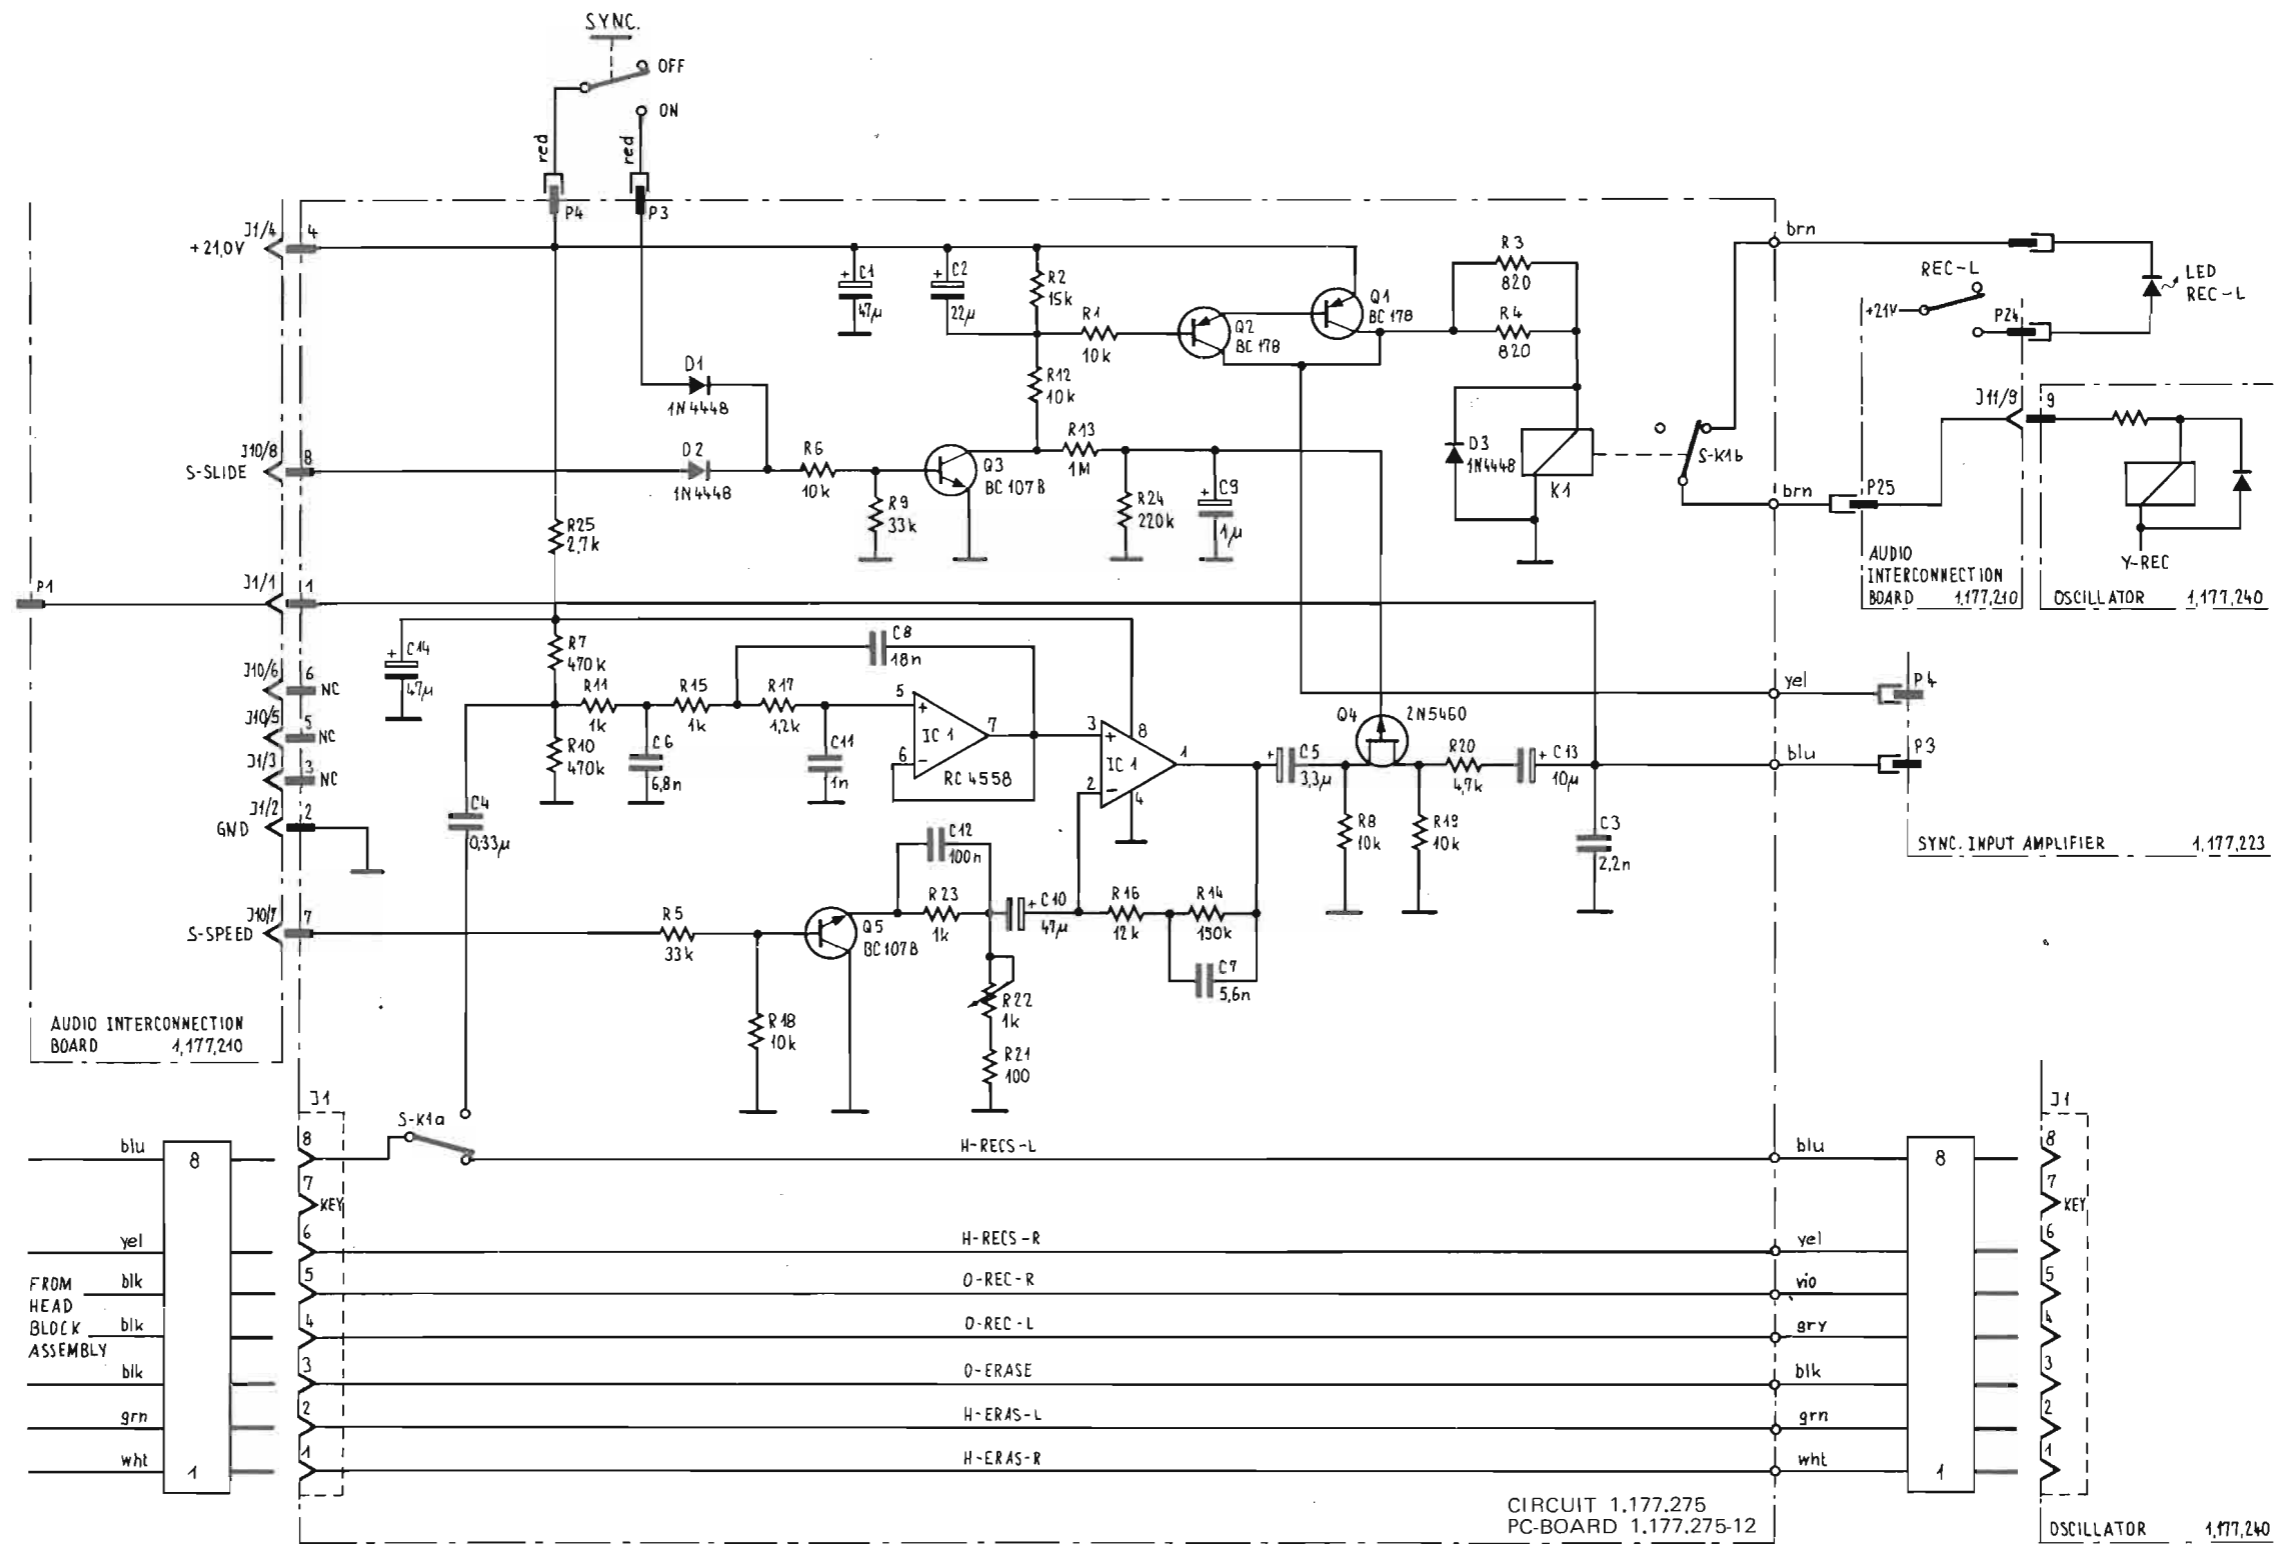 SYNC.
OFF
ON
red
red
P4
P3
J1/4
4
+21,0V
+ C1
47µ
+ C2
22µ
R2
15k
R1
10k
Q2
BC 178
Q1
BC 178
R3
820
R4
820
brn
REC-L
+21V
P24
LED
REC-L
D1
1N4448
R12
10k
J10/8
8
S-SLIDE
D2
1N4448
R6
10k
R9
33k
Q3
BC 107B
R13
1M
R24
220k
+ C9
1µ
D3
1N4448
K1
S-K1b
brn
P25
J11/9
9
Y-REC
AUDIO
INTERCONNECTION
BOARD 1,177,210
OSCILLATOR 1,177,240
R25
2,7k
P1
J1/1
1
+ C14
47µ
R7
470k
J10/6
6
NC
J10/5
5
NC
J1/3
3
NC
J1/2
2
GND
R11
1k
R15
1k
R17
1,2k
C8
18n
R10
470k
C6
6,8n
C11
1n
5
+
6
-
7
IC 1
RC 4558
3
+
2
-
8
4
1
IC 1
+ C5
3,3µ
Q4
2N5460
R20
4,7k
+ C13
10µ
R8
10k
R19
10k
C3
2,2n
yel
P4
blu
P3
SYNC. INPUT AMPLIFIER 1,177,223
C4
0,33µ
C12
100n
R23
1k
+ C10
47µ
R16
12k
R14
150k
C7
5,6n
J10/7
7
S-SPEED
R5
33k
Q5
BC107B
R18
10k
R22
1k
R21
100
AUDIO INTERCONNECTION
BOARD 1,177,210
J1
S-K1a
J1
blu
8
8
H-RECS-L
blu
8
8
7
KEY
7
KEY
yel
6
H-RECS-R
yel
6
FROM
HEAD
BLOCK
ASSEMBLY
blk
5
O-REC-R
vio
5
blk
4
O-REC-L
gry
4
blk
3
O-ERASE
blk
3
grn
2
H-ERAS-L
grn
2
wht
1
1
H-ERAS-R
wht
1
1
CIRCUIT 1.177.275
PC-BOARD 1.177.275-12
OSCILLATOR 1,177,240